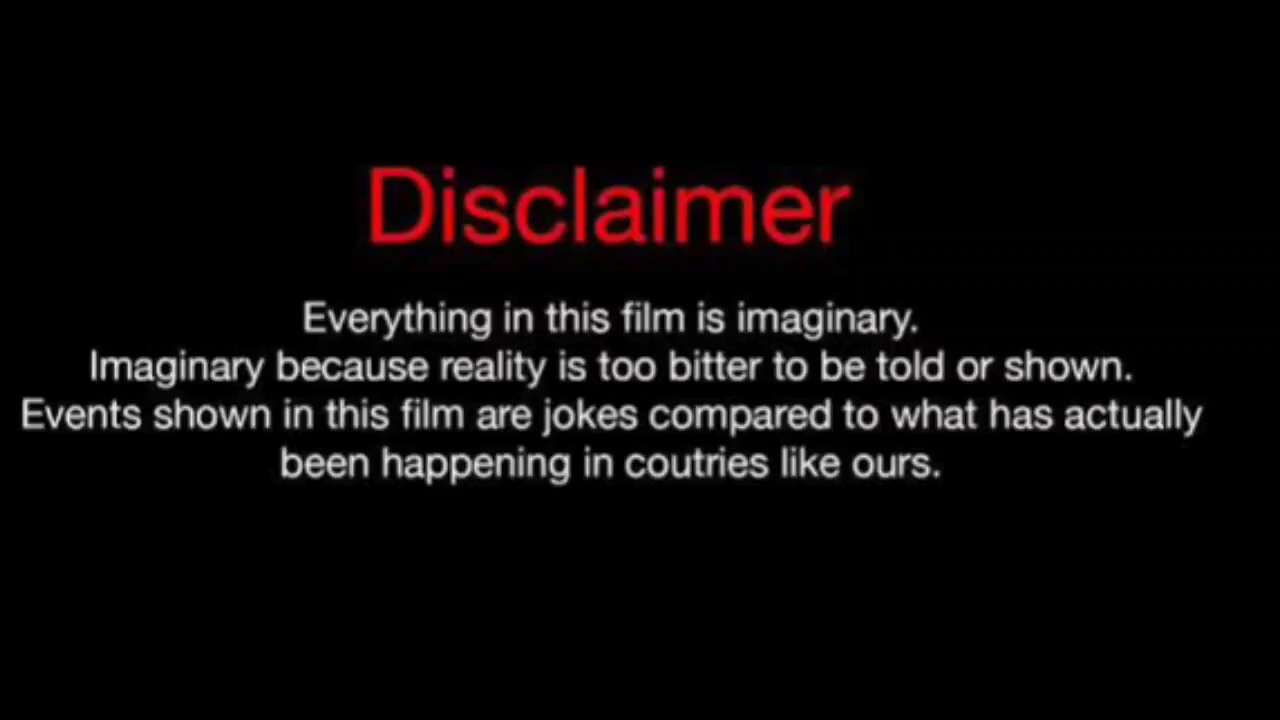 Disclaimer
Everything in this film is imaginary.
Imaginary because reality is too bitter to be told or shown.
Events shown in this film are jokes compared to what has actually
been happening in coutries like ours.